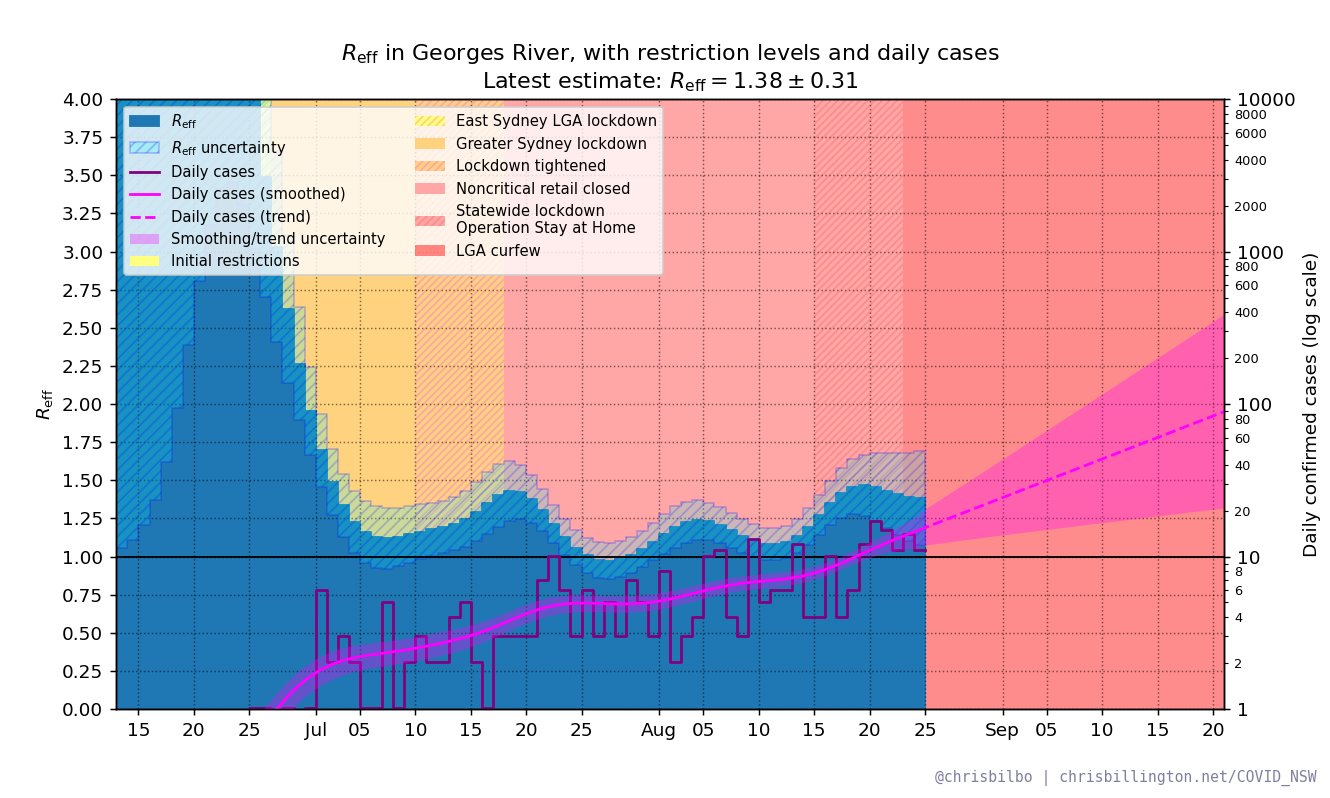 Reff in Georges River, with restriction levels and daily cases
Latest estimate: Reff = 1.38 ± 0.31
Reff
Reff uncertainty
Daily cases
Daily cases (smoothed)
Daily cases (trend)
Smoothing/trend uncertainty
Initial restrictions
East Sydney LGA lockdown
Greater Sydney lockdown
Lockdown tightened
Noncritical retail closed
Statewide lockdown
Operation Stay at Home
LGA curfew
Reff
4.00
3.75
3.50
3.25
3.00
2.75
2.50
2.25
2.00
1.75
1.50
1.25
1.00
0.75
0.50
0.25
0.00
10000
8000
6000
4000
2000
1000
800
600
400
200
100
80
60
40
20
10
8
6
4
2
1
Daily confirmed cases (log scale)
15 20 25 Jul 05 10 15 20 25 Aug 05 10 15 20 25 Sep 05 10 15 20
@chrisbilbo | chrisbillington.net/COVID_NSW